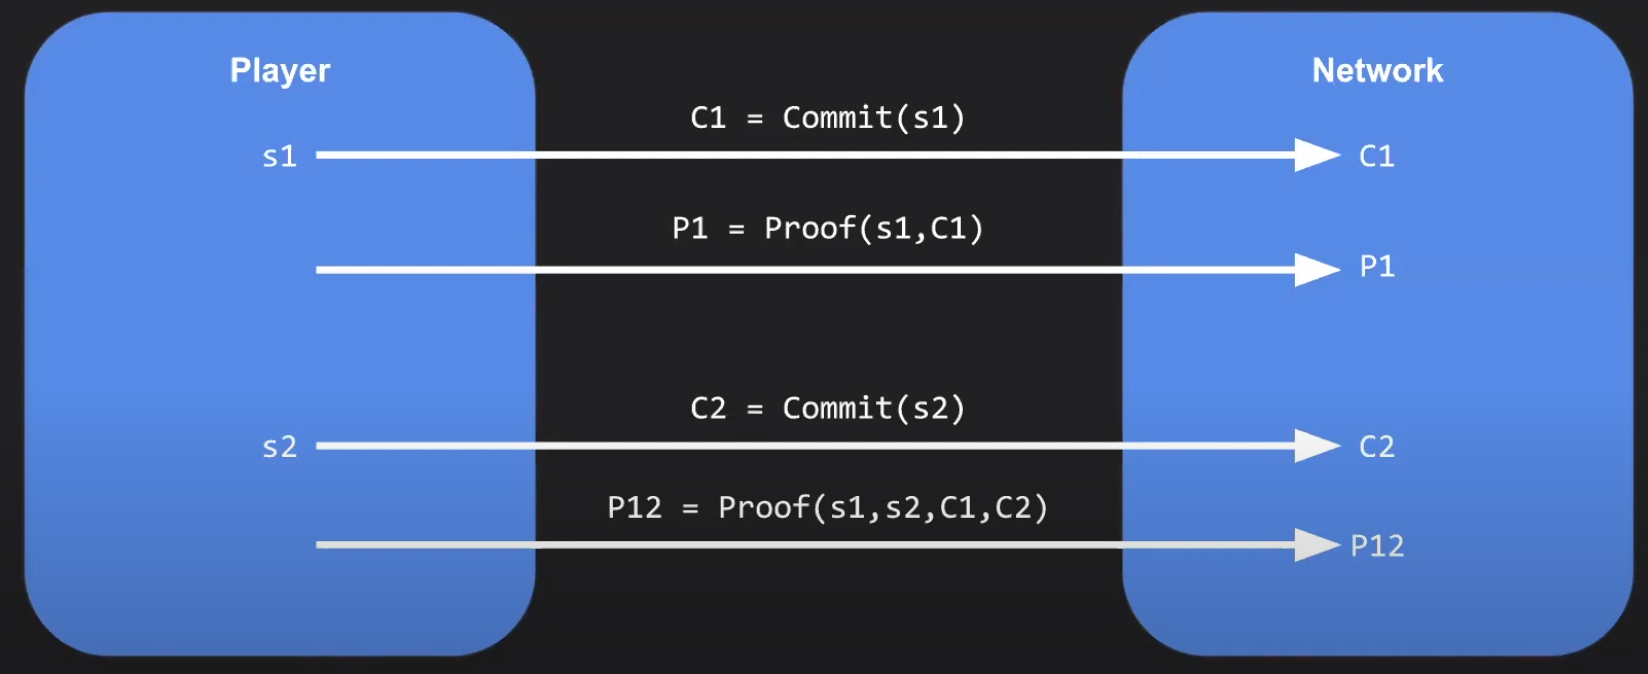 Player
Network
C1 = Commit(s1)
s1
C1
P1 = Proof(s1,C1)
P1
C2 = Commit(s2)
s2
C2
P12 = Proof(s1,s2,C1,C2)
P12